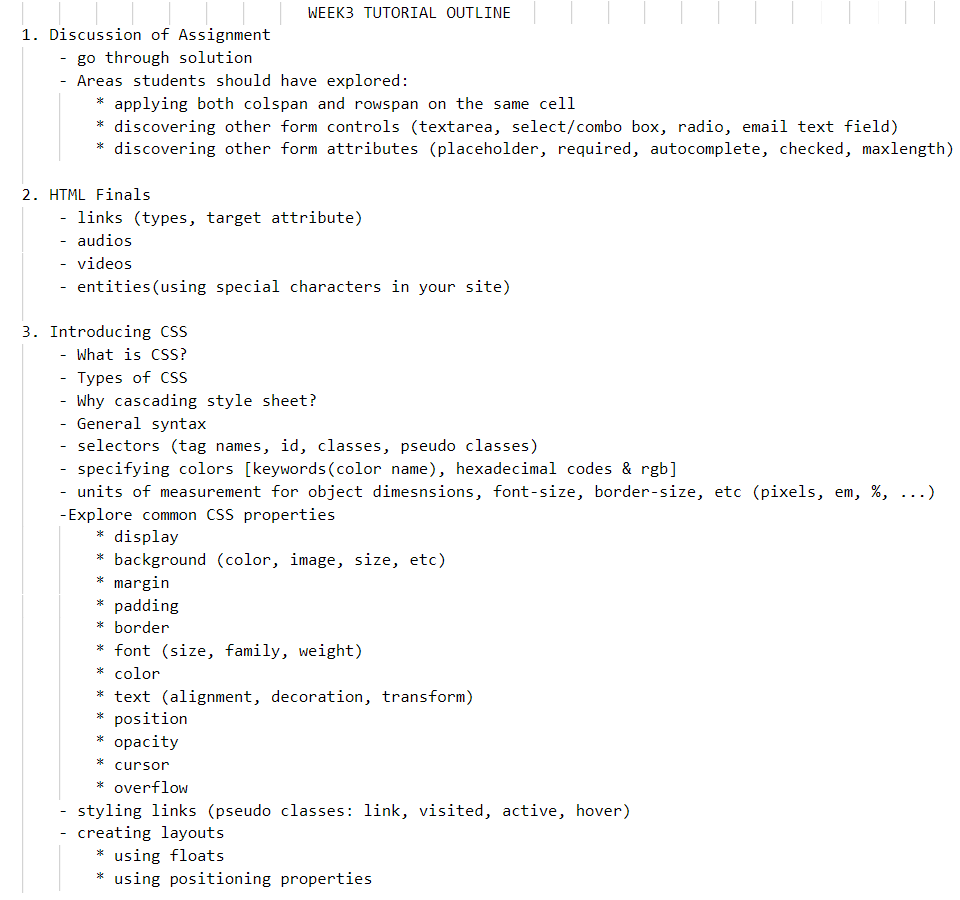 WEEK3 TUTORIAL OUTLINE
1. Discussion of Assignment
- go through solution
- Areas students should have explored:
* applying both colspan and rowspan on the same cell
* discovering other form controls (textarea, select/combo box, radio, email text field)
* discovering other form attributes (placeholder, required, autocomplete, checked, maxlength)
2. HTML Finals
- links (types, target attribute)
- audios
- videos
- entities(using special characters in your site)
3. Introducing CSS
- What is CSS?
- Types of CSS
- Why cascading style sheet?
- General syntax
- selectors (tag names, id, classes, pseudo classes)
- specifying colors [keywords(color name), hexadecimal codes & rgb]
- units of measurement for object dimesnsions, font-size, border-size, etc (pixels, em, %, ...)
-Explore common CSS properties
* display
* background (color, image, size, etc)
* margin
* padding
* border
* font (size, family, weight)
* color
* text (alignment, decoration, transform)
* position
* opacity
* cursor
* overflow
- styling links (pseudo classes: link, visited, active, hover)
- creating layouts
* using floats
* using positioning properties